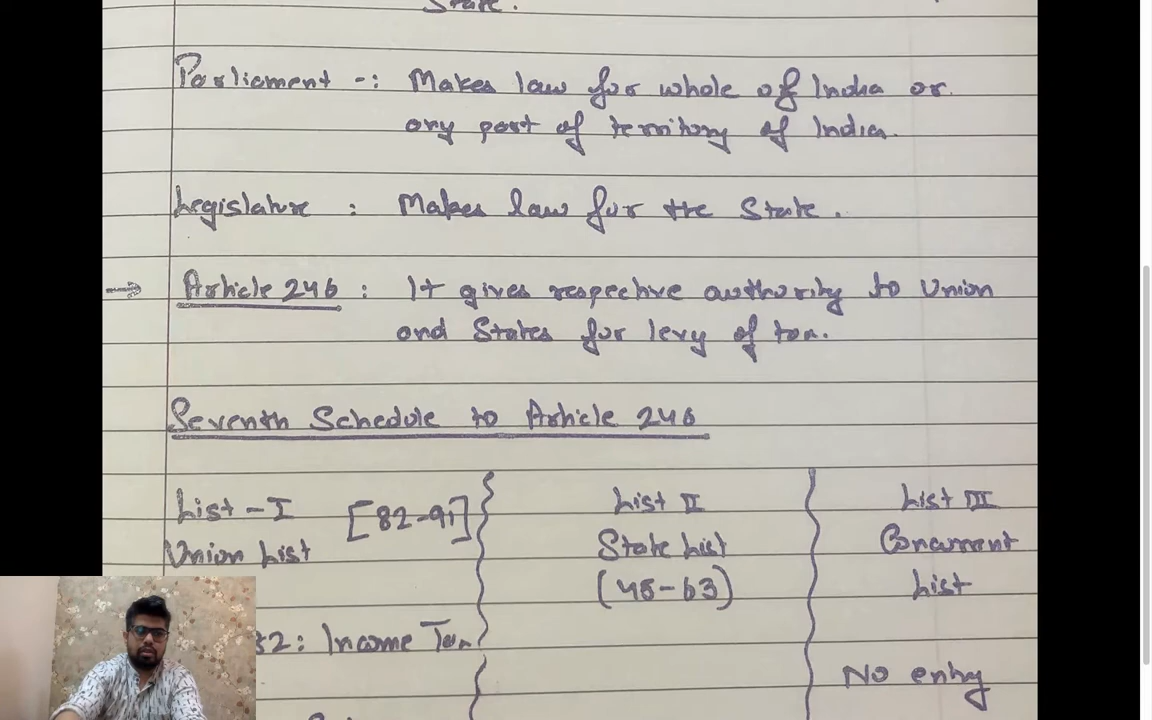 State.
Parliament -: Makes law for whole of India or
any part of territory of India.
Legislature : Makes law for the State.
→ Article 246 : It gives respective authority to Union
and States for levy of tax.
Seventh Schedule to Article 246
List - I [82-91]
Union List
List II
State List
(45-63)
List III
Concurrent
List
82: Income Tax
No entry